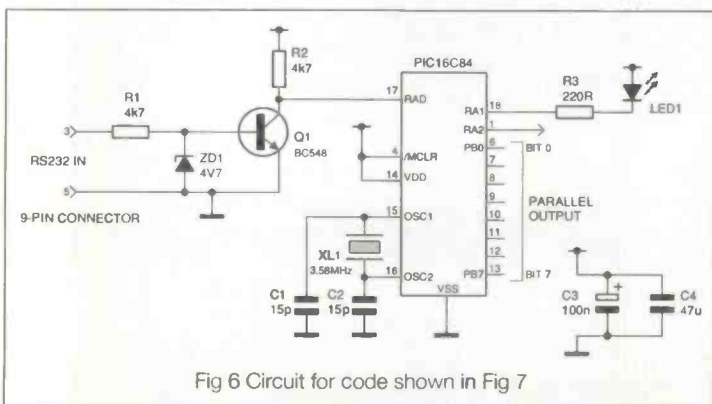 R1
4k7
R2
4k7
3
RS232 IN
5
9-PIN CONNECTOR
ZD1
4V7
Q1
BC548
PIC16C84
17
RAD
4
/MCLR
14
VDD
15
OSC1
XL1
3.58MHz
16
OSC2
C1
15p
C2
15p
VSS
RA1
18
RA2
1
PB0
6
7
8
9
10
11
12
PB7
13
BIT 0
PARALLEL
OUTPUT
BIT 7
R3
220R
LED1
+
C3
100n
C4
47u
Fig 6 Circuit for code shown in Fig 7